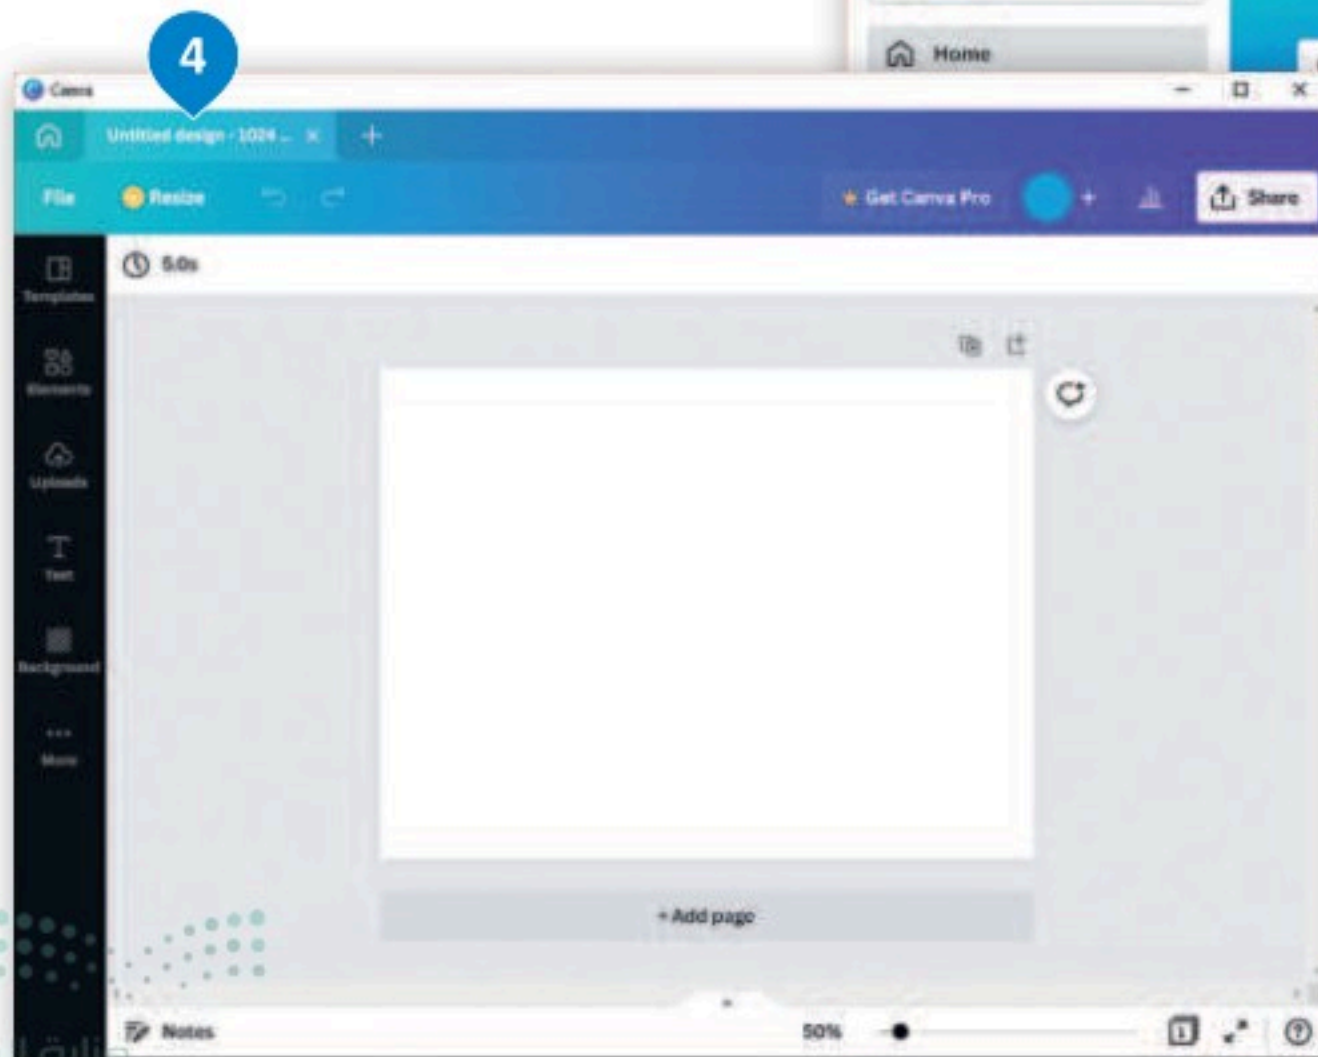 4
Home
Canva
Untitled design - 1024 ...
File
Resize
Get Canva Pro
Share
5.0s
Templates
Elements
Uploads
Text
Background
More
+ Add page
Notes
50%
1